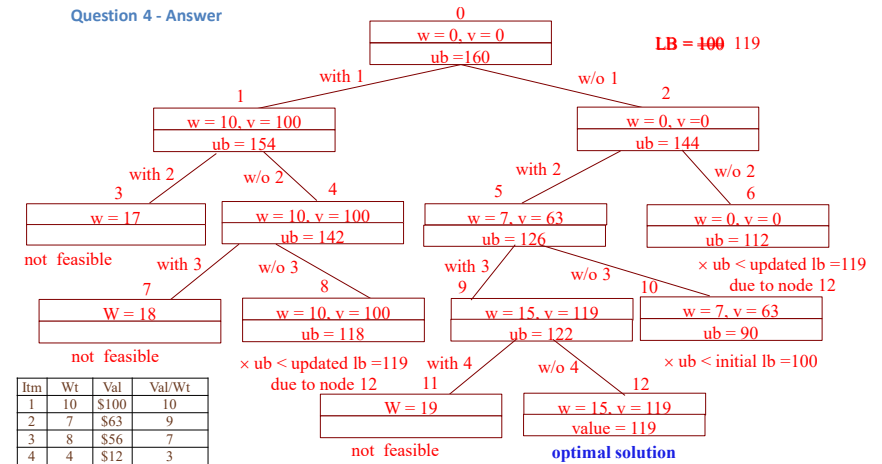 Question 4 - Answer
0
w = 0, v = 0
ub =160
LB = 100 119
with 1
w/o 1
1
w = 10, v = 100
ub = 154
2
w = 0, v =0
ub = 144
with 2
w/o 2
with 2
w/o 2
3
w = 17
not feasible
4
w = 10, v = 100
ub = 142
5
w = 7, v = 63
ub = 126
6
w = 0, v = 0
ub = 112
× ub < updated lb =119
due to node 12
with 3
w/o 3
with 3
w/o 3
7
W = 18
not feasible
8
w = 10, v = 100
ub = 118
× ub < updated lb =119
due to node 12
9
w = 15, v = 119
ub = 122
10
w = 7, v = 63
ub = 90
× ub < initial lb =100
with 4
w/o 4
11
W = 19
not feasible
12
w = 15, v = 119
value = 119
optimal solution
Itm Wt Val Val/Wt
1 10 $100 10
2 7 $63 9
3 8 $56 7
4 4 $12 3